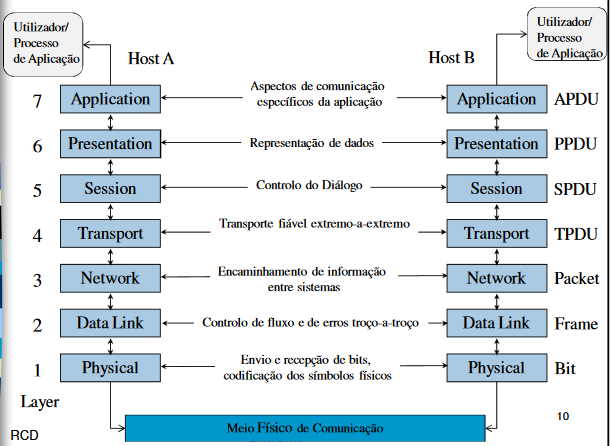 Utilizador/
Processo
de Aplicação
Host A
Host B
Utilizador/
Processo
de Aplicação
7
Application
Aspectos de comunicação
específicos da aplicação
Application
APDU
6
Presentation
Representação de dados
Presentation
PPDU
5
Session
Controlo do Diálogo
Session
SPDU
4
Transport
Transporte fiável extremo-a-extremo
Transport
TPDU
3
Network
Encaminhamento de informação
entre sistemas
Network
Packet
2
Data Link
Controlo de fluxo e de erros troço-a-troço
Data Link
Frame
1
Physical
Envio e recepção de bits,
codificação dos símbolos físicos
Physical
Bit
Layer
Meio Físico de Comunicação
10
RCD